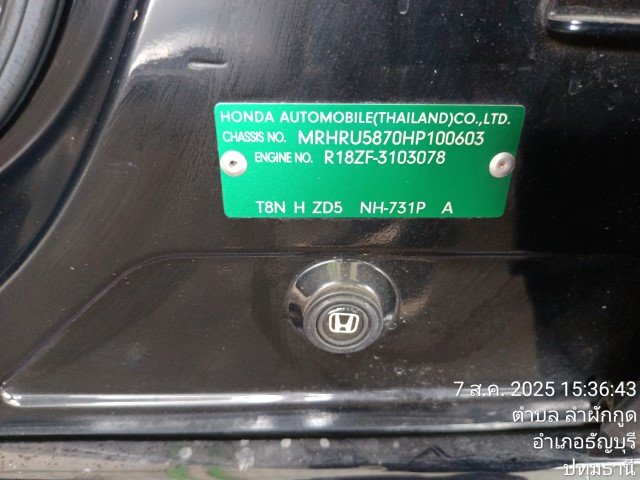 HONDA AUTOMOBILE(THAILAND)CO.,LTD.
CHASSIS NO. MRHRU5870HP100603
ENGINE NO. R18ZF-3103078
T8N H ZD5 NH-731P A
7 ส.ค. 2025 15:36:43
ตำบล ลำผักกูด
อำเภอธัญบุรี
ปทุมธานี